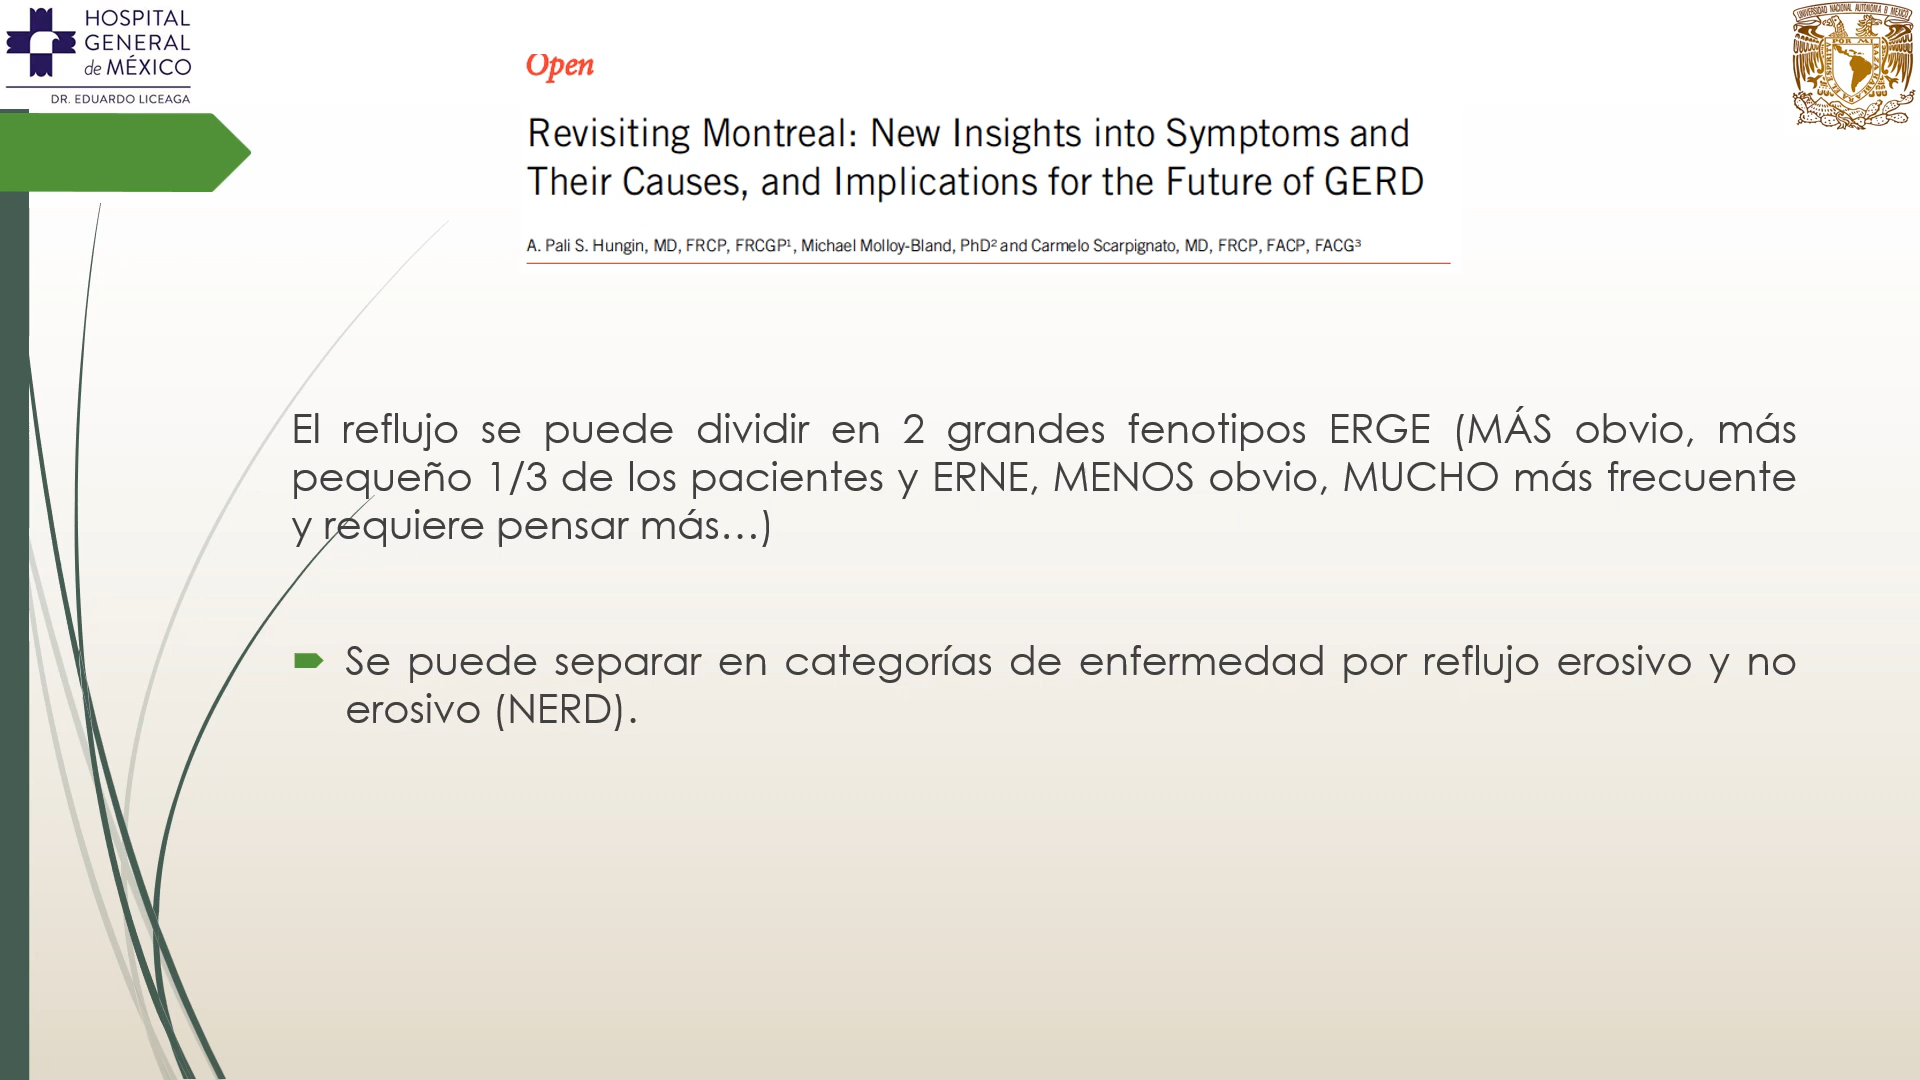 HOSPITAL
GENERAL
de MÉXICO
DR. EDUARDO LICEAGA
Open
Revisiting Montreal: New Insights into Symptoms and
Their Causes, and Implications for the Future of GERD
A. Pali S. Hungin, MD, FRCP, FRCGP¹, Michael Molloy-Bland, PhD² and Carmelo Scarpignato, MD, FRCP, FACP, FACG³
El reflujo se puede dividir en 2 grandes fenotipos ERGE (MÁS obvio, más
pequeño 1/3 de los pacientes y ERNE, MENOS obvio, MUCHO más frecuente
y requiere pensar más…)
Se puede separar en categorías de enfermedad por reflujo erosivo y no
erosivo (NERD).